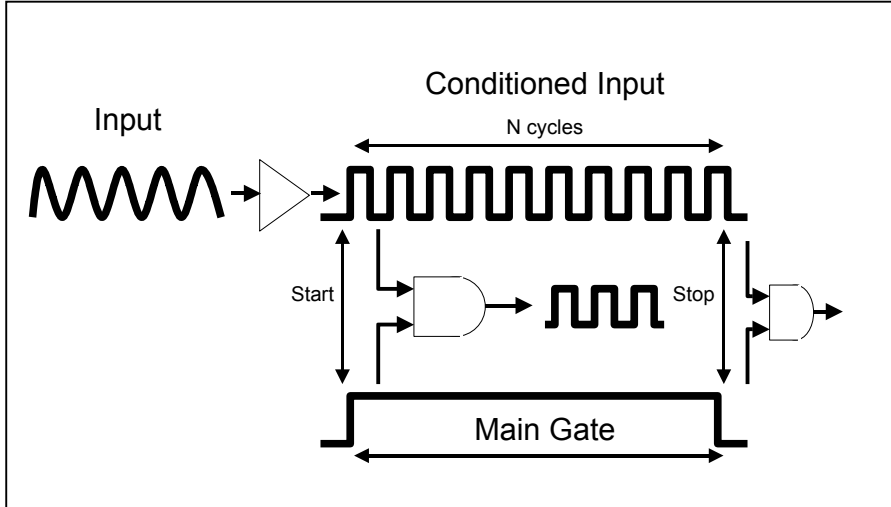 Conditioned Input
Input
N cycles
Start
Stop
Main Gate